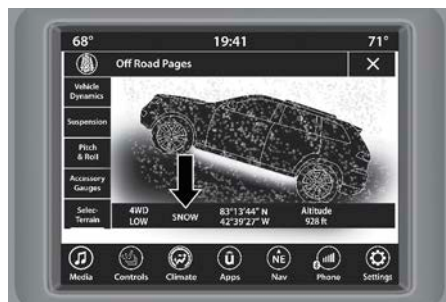 68°
19:41
71°
Off Road Pages
Vehicle
Dynamics
Suspension
Pitch
& Roll
Accessory
Gauges
Selec-
Terrain
4WD
LOW
SNOW
83°13'44" N
42°39'27" W
Altitude
928 ft
Media
Controls
Climate
Apps
NE
Nav
Phone
Settings